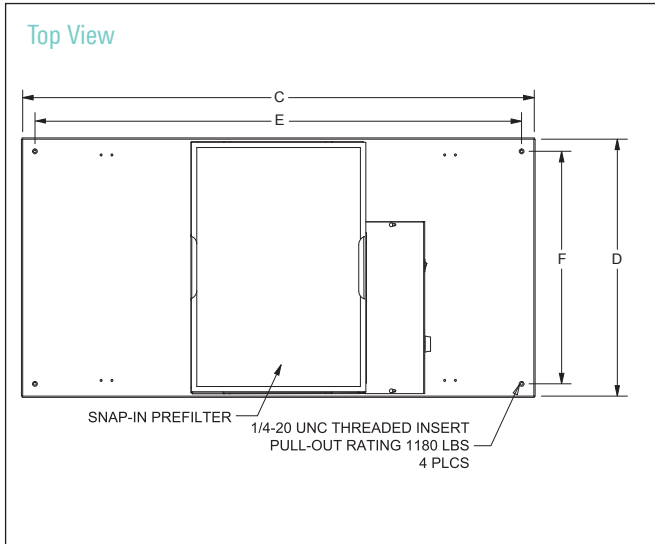 Top View
C
E
F
D
SNAP-IN PREFILTER
1/4-20 UNC THREADED INSERT
PULL-OUT RATING 1180 LBS
4 PLCS